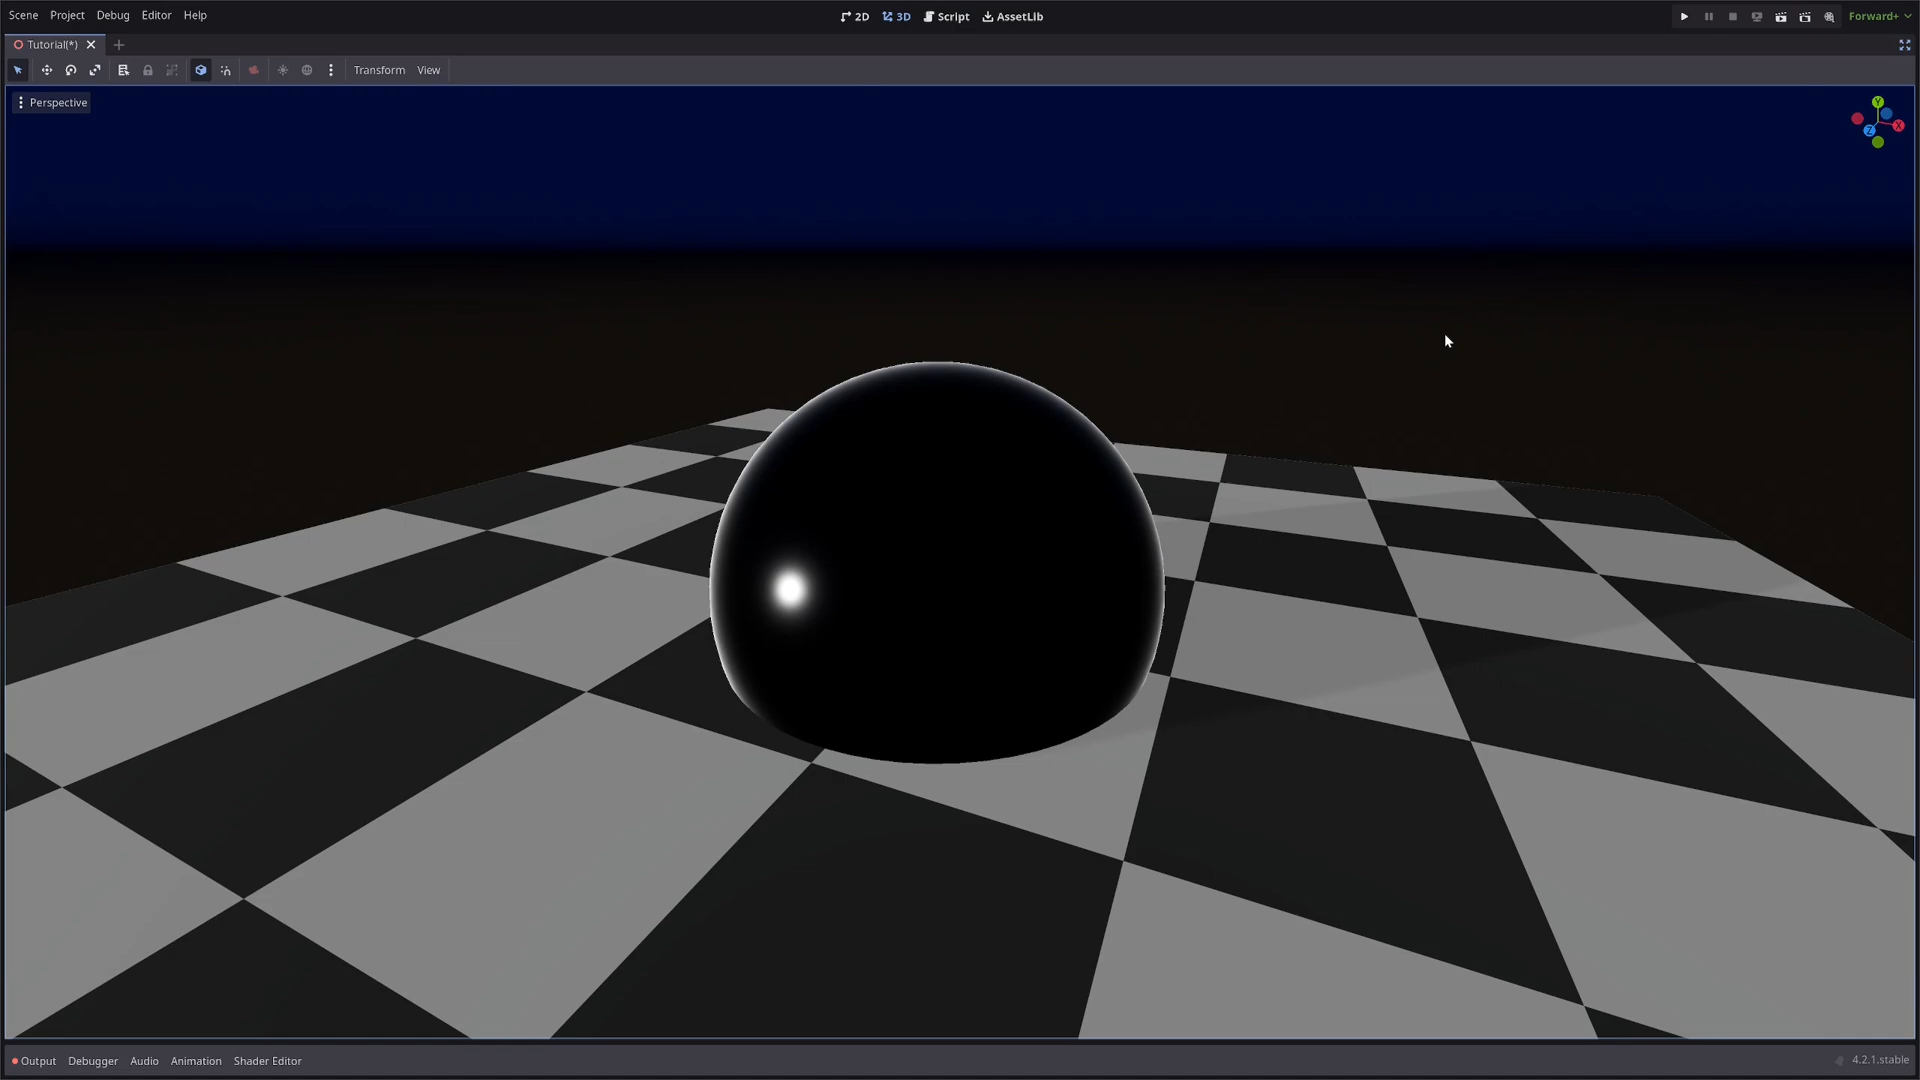 Scene Project Debug Editor Help 2D 3D Script AssetLib Forward+
Tutorial(*)
Transform View
Perspective
Y
X
Z
Output Debugger Audio Animation Shader Editor 4.2.1.stable